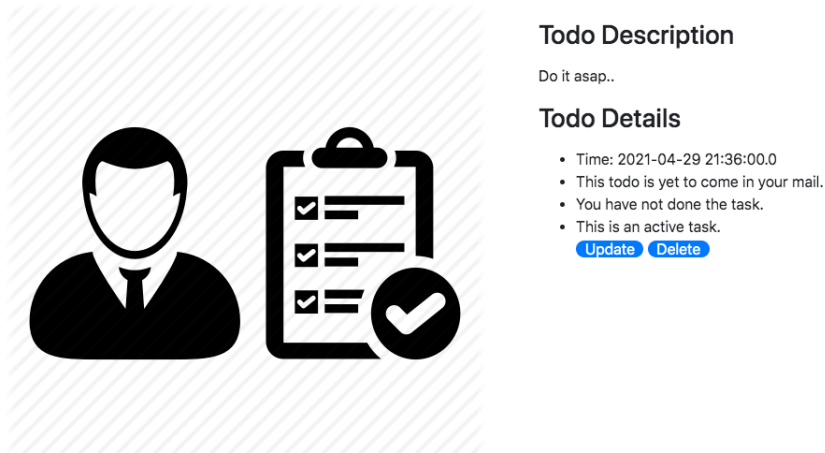 Todo Description
Do it asap..
Todo Details
Time: 2021-04-29 21:36:00.0
This todo is yet to come in your mail.
You have not done the task.
This is an active task.
Update Delete